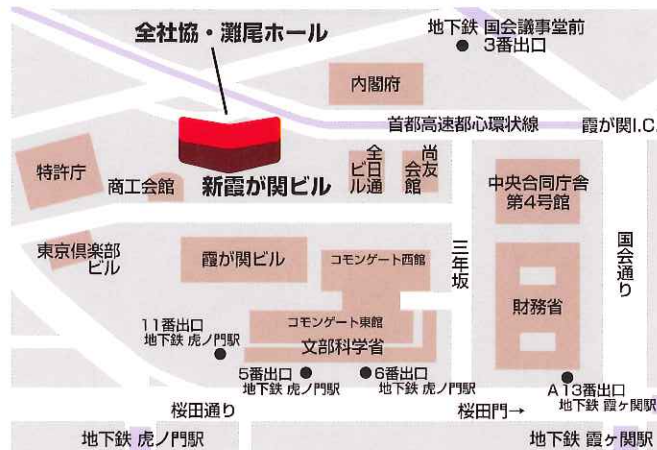 全社協・灘尾ホール
地下鉄 国会議事堂前
3番出口
内閣府
首都高速都心環状線
霞が関I.C.
特許庁
商工会館
新霞が関ビル
全日通
ビル
尚友
会館
中央合同庁舎
第4号館
東京倶楽部
ビル
霞が関ビル
コモンゲート西館
三年坂
国会通り
財務省
コモンゲート東館
文部科学省
11番出口
地下鉄 虎ノ門駅
5番出口
地下鉄 虎ノ門駅
6番出口
地下鉄 虎ノ門駅
A13番出口
地下鉄 霞ヶ関駅
桜田通り
桜田門→
地下鉄 虎ノ門駅
地下鉄 霞ヶ関駅